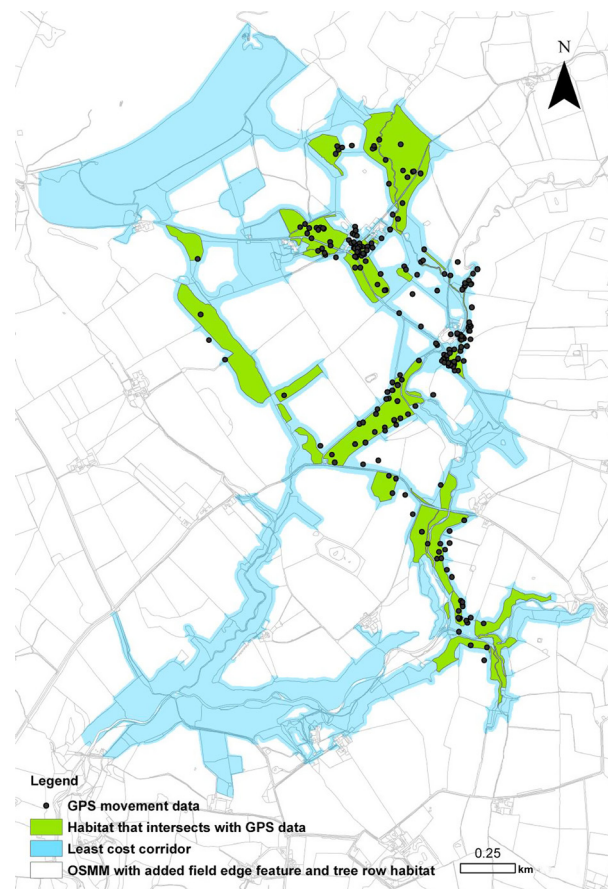 N
Legend
GPS movement data
Habitat that intersects with GPS data
Least cost corridor
OSMM with added field edge feature and tree row habitat
0.25
km